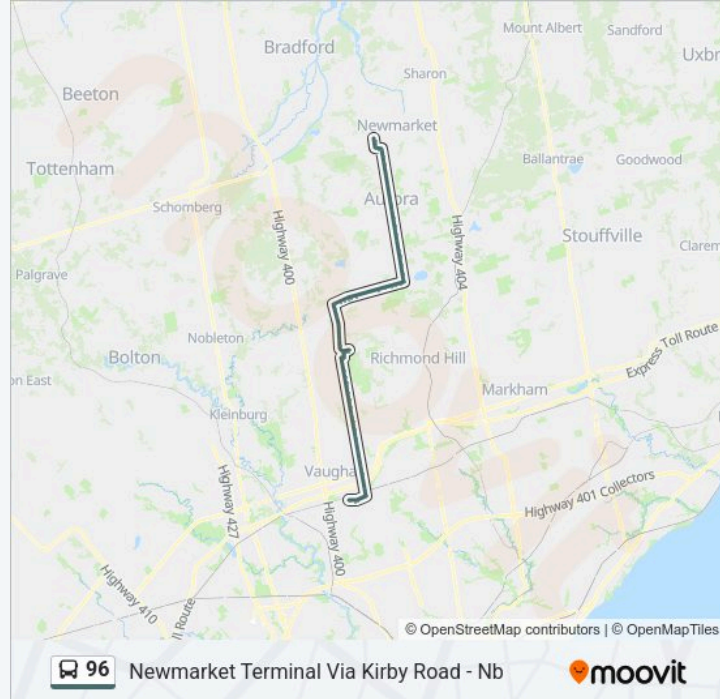 Mount Albert
Sandford
Bradford
Uxbr
Sharon
Beeton
Newmarket
Ballantrae
Goodwood
Tottenham
Aurora
Schomberg
Highway 400
Highway 404
Stouffville
Clarem
Palgrave
Nobleton
Express Toll Route
Bolton
Richmond Hill
on East
Markham
Kleinburg
Vaugha
Highway 427
Highway 400
Highway 401 Collectors
Highway 410
ll Route
© OpenStreetMap contributors | © OpenMapTiles
96 Newmarket Terminal Via Kirby Road - Nb
moovit